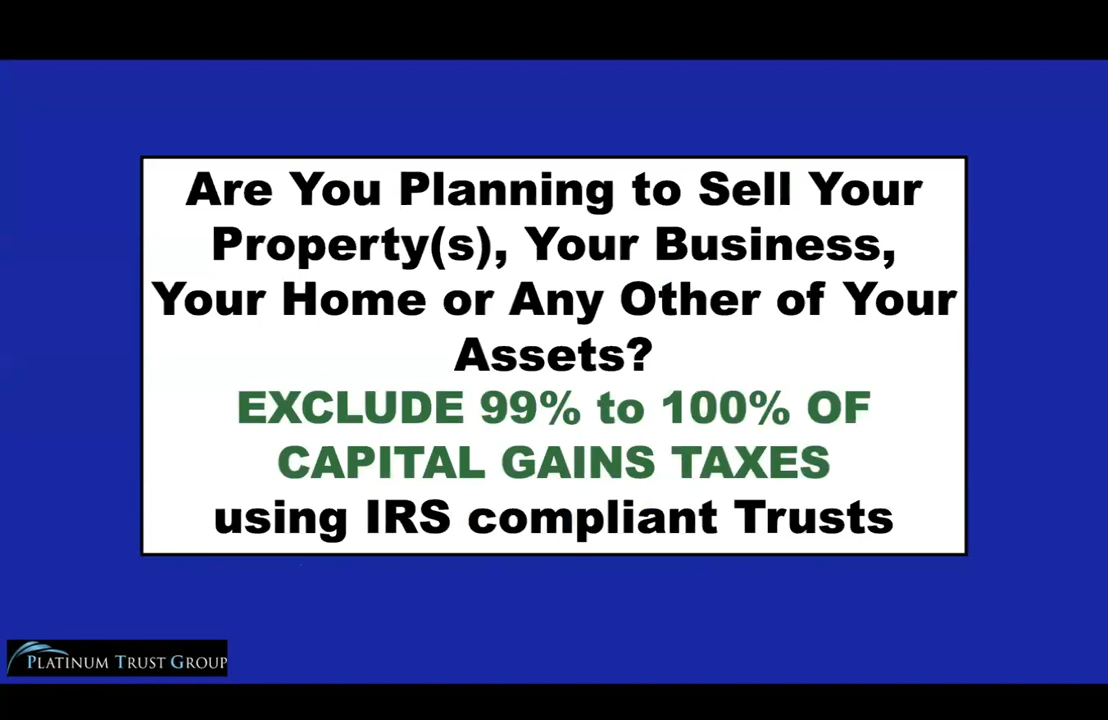 Are You Planning to Sell Your
Property(s), Your Business,
Your Home or Any Other of Your
Assets?
EXCLUDE 99% to 100% OF
CAPITAL GAINS TAXES
using IRS compliant Trusts
PLATINUM TRUST GROUP